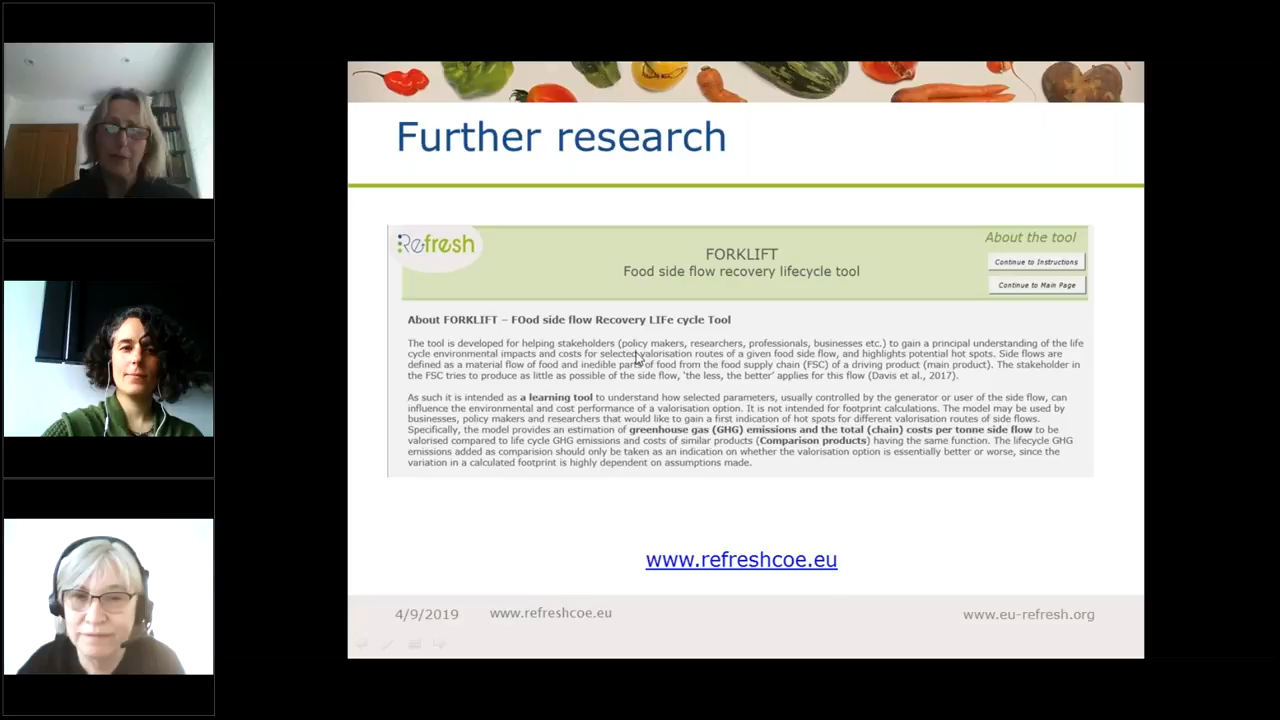 Further research
Refresh
About the tool
FORKLIFT
Food side flow recovery lifecycle tool
Continue to Instructions
Continue to Main Page
About FORKLIFT – FOod side flow Recovery LIFe cycle Tool
The tool is developed for helping stakeholders (policy makers, researchers, professionals, businesses etc.) to gain a principal understanding of the life
cycle environmental impacts and costs for selected valorisation routes of a given food side flow, and highlights potential hot spots. Side flows are
defined as a material flow of food and inedible parts of food from the food supply chain (FSC) of a driving product (main product). The stakeholder in
the FSC tries to produce as little as possible of the side flow, 'the less, the better' applies for this flow (Davis et al., 2017).
As such it is intended as a learning tool to understand how selected parameters, usually controlled by the generator or user of the side flow, can
influence the environmental and cost performance of a valorisation option. It is not intended for footprint calculations. The model may be used by
businesses, policy makers and researchers that would like to gain a first indication of hot spots for different valorisation routes of side flows.
Specifically, the model provides an estimation of greenhouse gas (GHG) emissions and the total (chain) costs per tonne side flow to be
valorised compared to life cycle GHG emissions and costs of similar products (Comparison products) having the same function. The lifecycle GHG
emissions added as comparision should only be taken as an indication on whether the valorisation option is essentially better or worse, since the
variation in a calculated footprint is highly dependent on assumptions made.
www.refreshcoe.eu
4/9/2019
www.refreshcoe.eu
www.eu-refresh.org